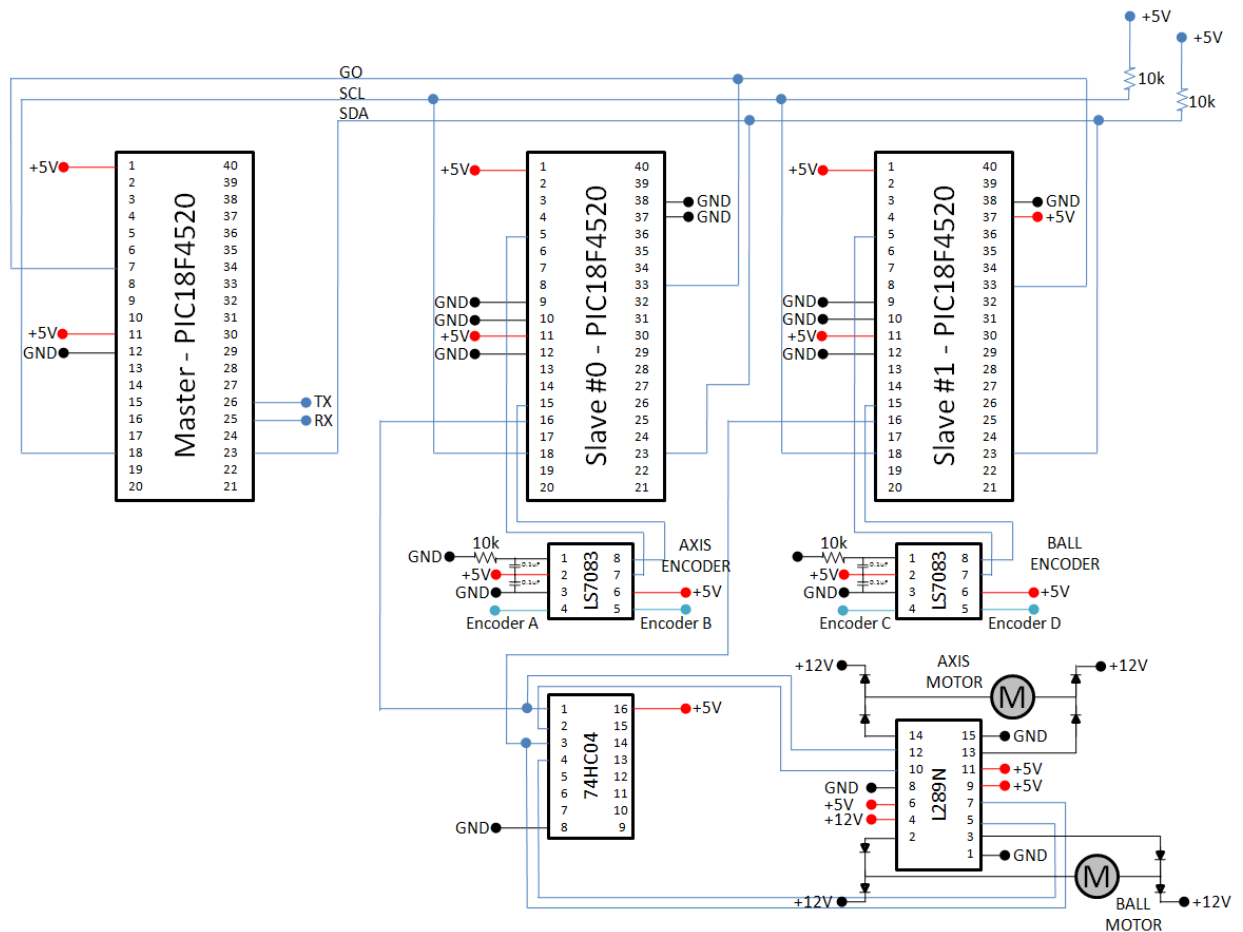 +5V
+5V
10k
10k
GO
SCL
SDA
+5V
+5V
GND
Master - PIC18F4520
1
2
3
4
5
6
7
8
9
10
11
12
13
14
15
16
17
18
19
20
40
39
38
37
36
35
34
33
32
31
30
29
28
27
26
25
24
23
22
21
TX
RX
+5V
GND
GND
+5V
GND
Slave #0 - PIC18F4520
1
2
3
4
5
6
7
8
9
10
11
12
13
14
15
16
17
18
19
20
40
39
38
37
36
35
34
33
32
31
30
29
28
27
26
25
24
23
22
21
GND
GND
+5V
GND
GND
+5V
GND
Slave #1 - PIC18F4520
1
2
3
4
5
6
7
8
9
10
11
12
13
14
15
16
17
18
19
20
40
39
38
37
36
35
34
33
32
31
30
29
28
27
26
25
24
23
22
21
GND
+5V
10k
GND
0.1uF
+5V
0.1uF
GND
Encoder A
LS7083
1
2
3
4
8
7
6
5
AXIS
ENCODER
+5V
Encoder B
10k
0.1uF
+5V
0.1uF
GND
Encoder C
LS7083
1
2
3
4
8
7
6
5
BALL
ENCODER
+5V
Encoder D
74HC04
1
2
3
4
5
6
7
8
16
15
14
13
12
11
10
9
+5V
GND
+12V
AXIS
MOTOR
M
+12V
L289N
14
12
10
8
6
4
2
15
13
11
9
7
5
3
1
GND
+5V
+5V
GND
+5V
+12V
GND
+12V
M
BALL
MOTOR
+12V